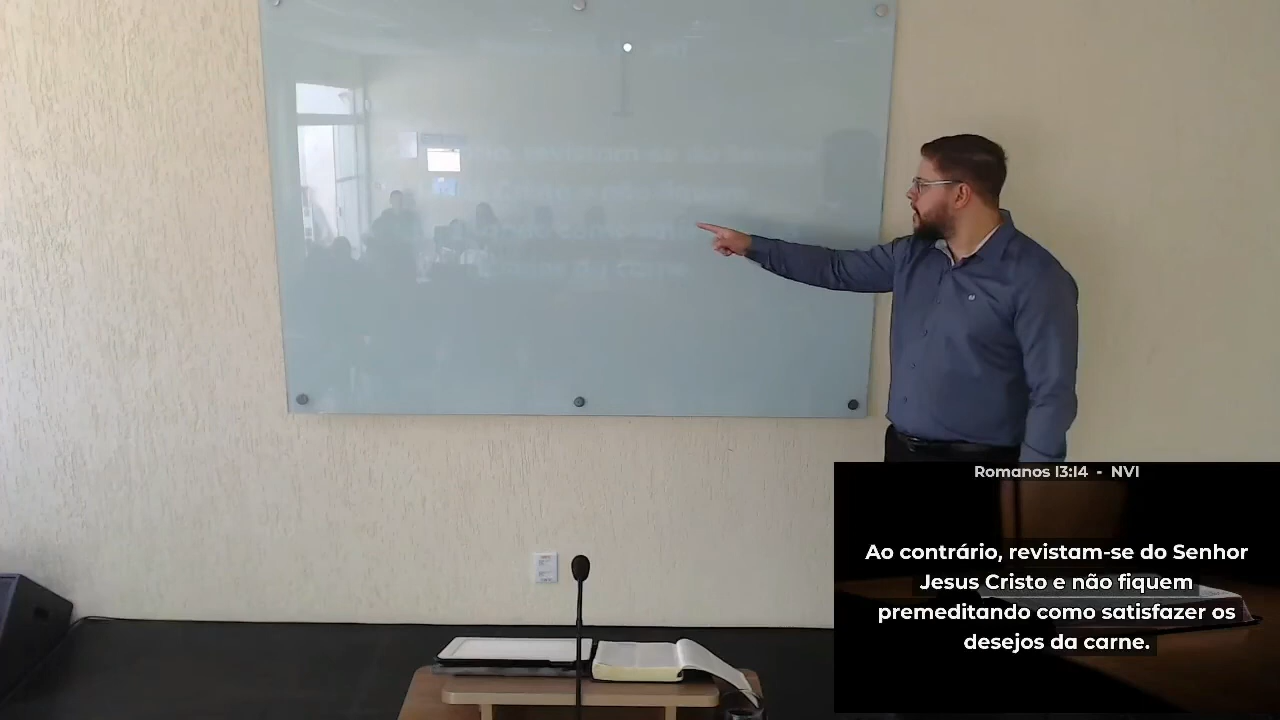 Romanos 13:14 - NVI
Ao contrário, revistam-se do Senhor
Jesus Cristo e não fiquem
premeditando como satisfazer os
desejos da carne.